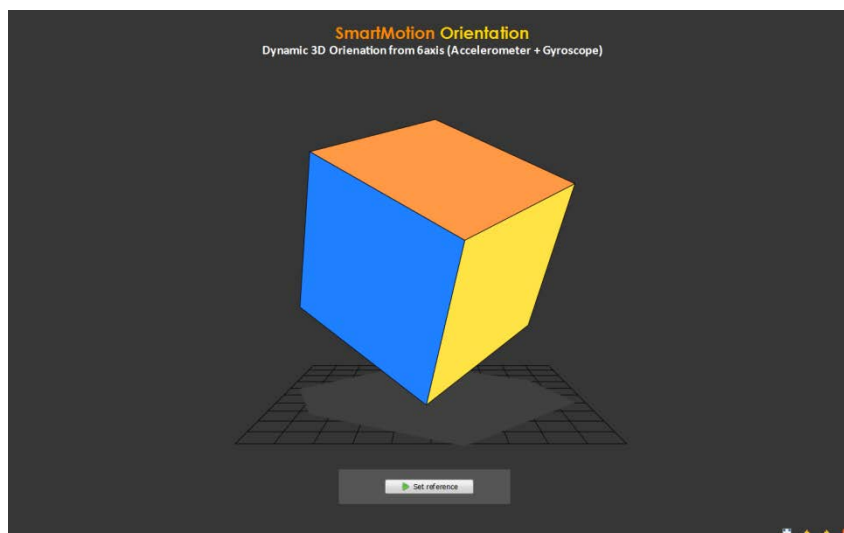 SmartMotion Orientation
Dynamic 3D Orienation from 6axis (Accelerometer + Gyroscope)
Set reference